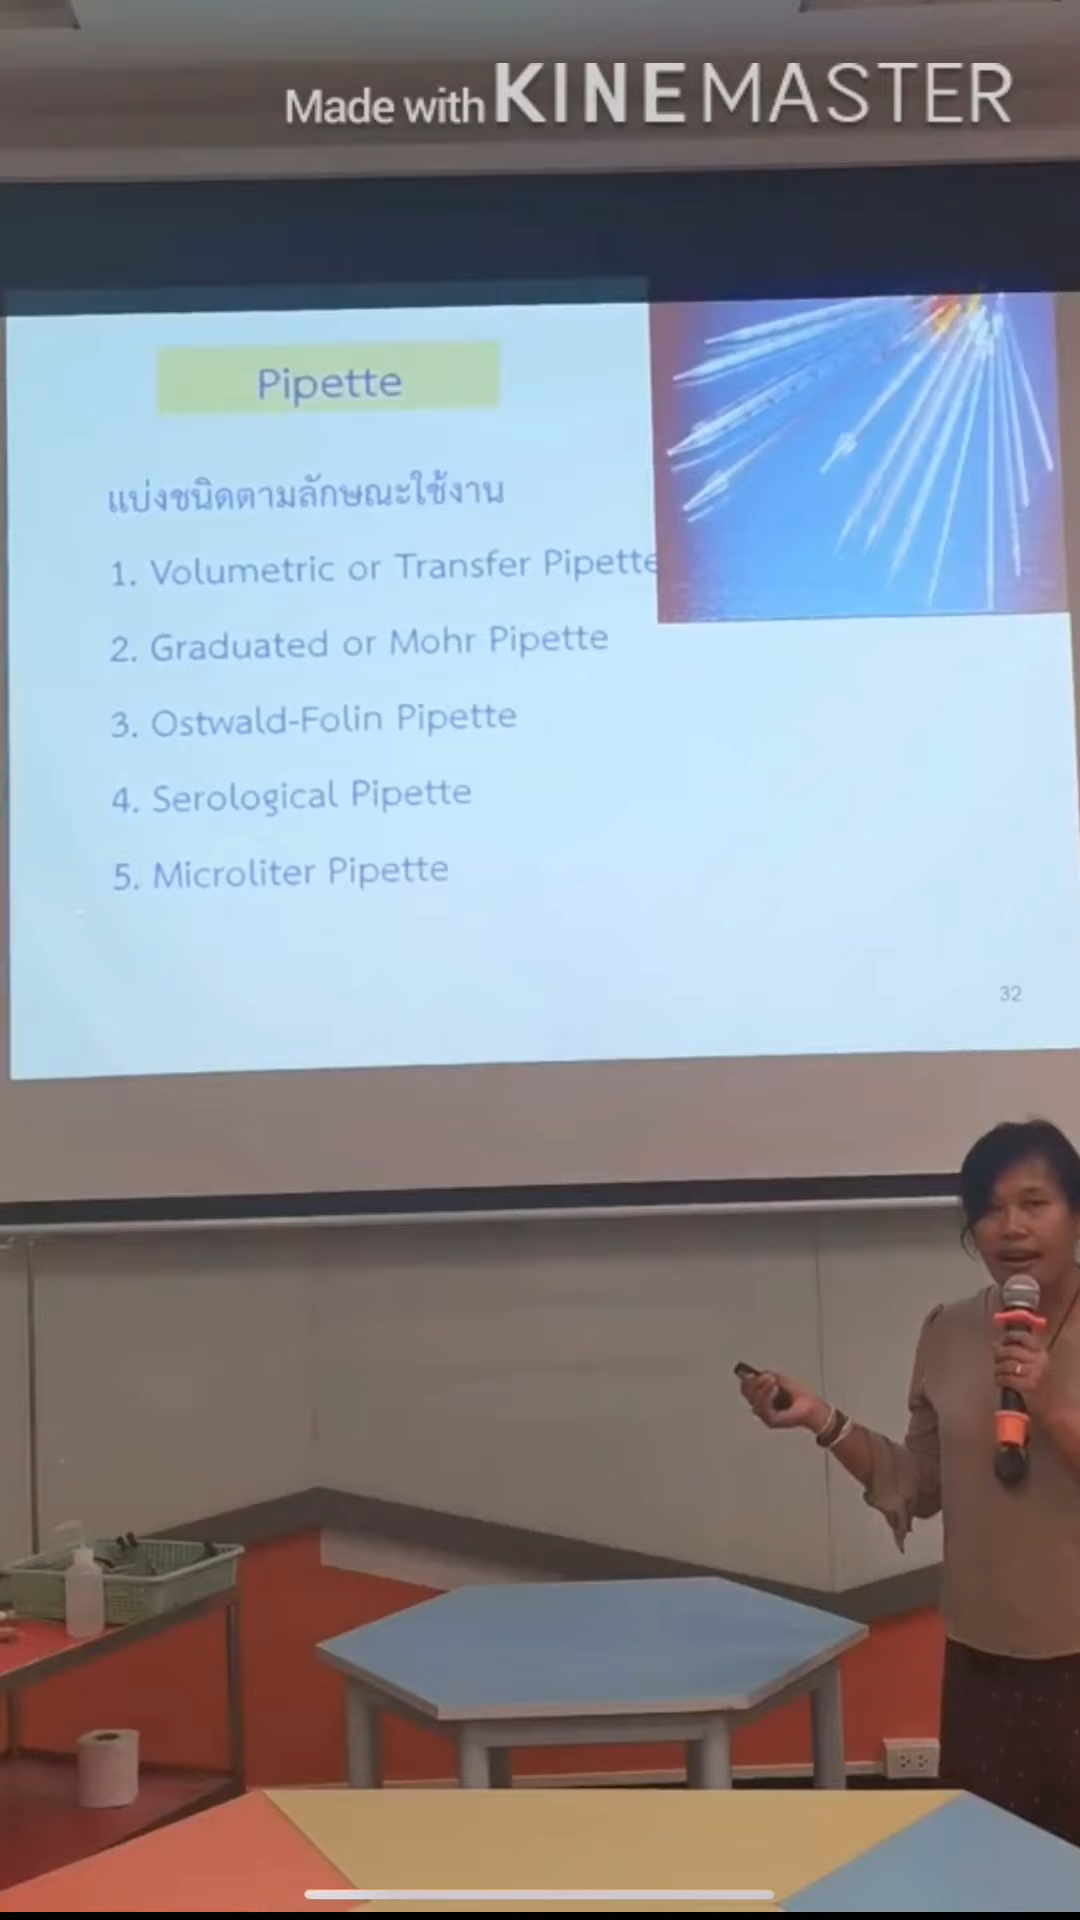 Made with KINEMASTER
Pipette
แบ่งชนิดตามลักษณะใช้งาน
1. Volumetric or Transfer Pipette
2. Graduated or Mohr Pipette
3. Ostwald-Folin Pipette
4. Serological Pipette
5. Microliter Pipette
32